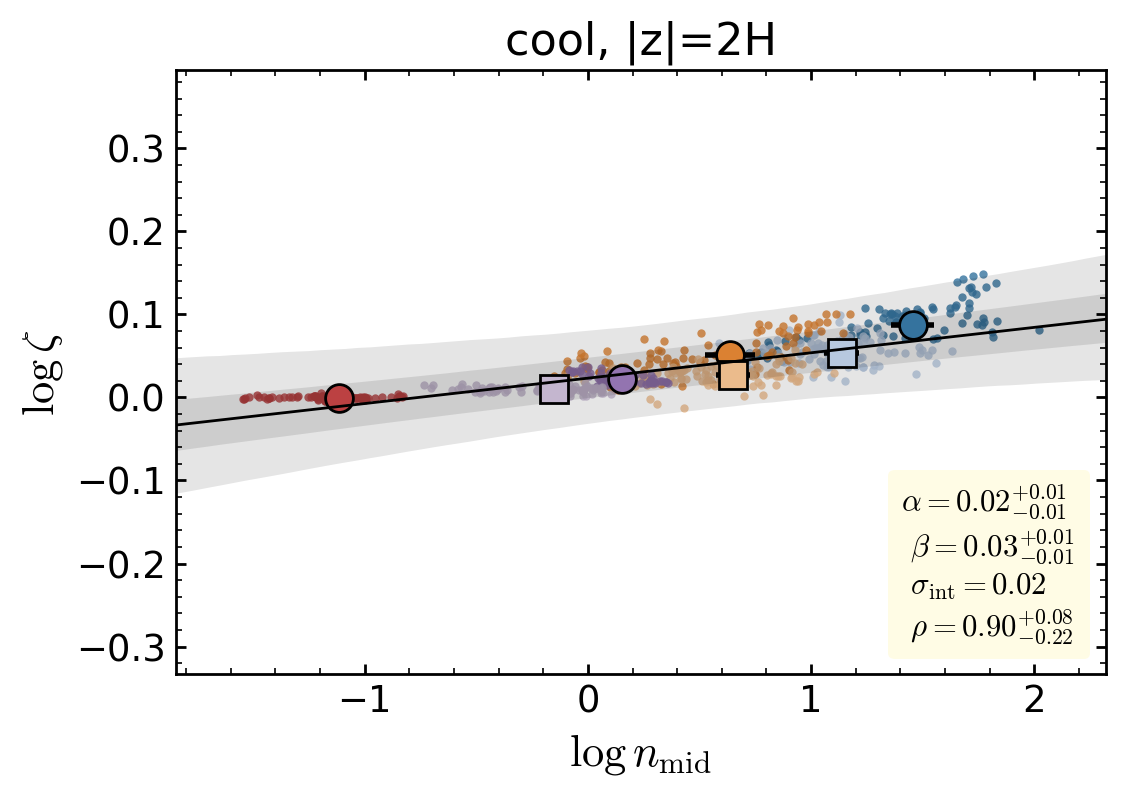 cool, |z|=2H
log ζ
0.3
0.2
0.1
0.0
−0.1
−0.2
−0.3
α = 0.02 +0.01 −0.01
β = 0.03 +0.01 −0.01
σint = 0.02
ρ = 0.90 +0.08 −0.22
−1 0 1 2
log nmid